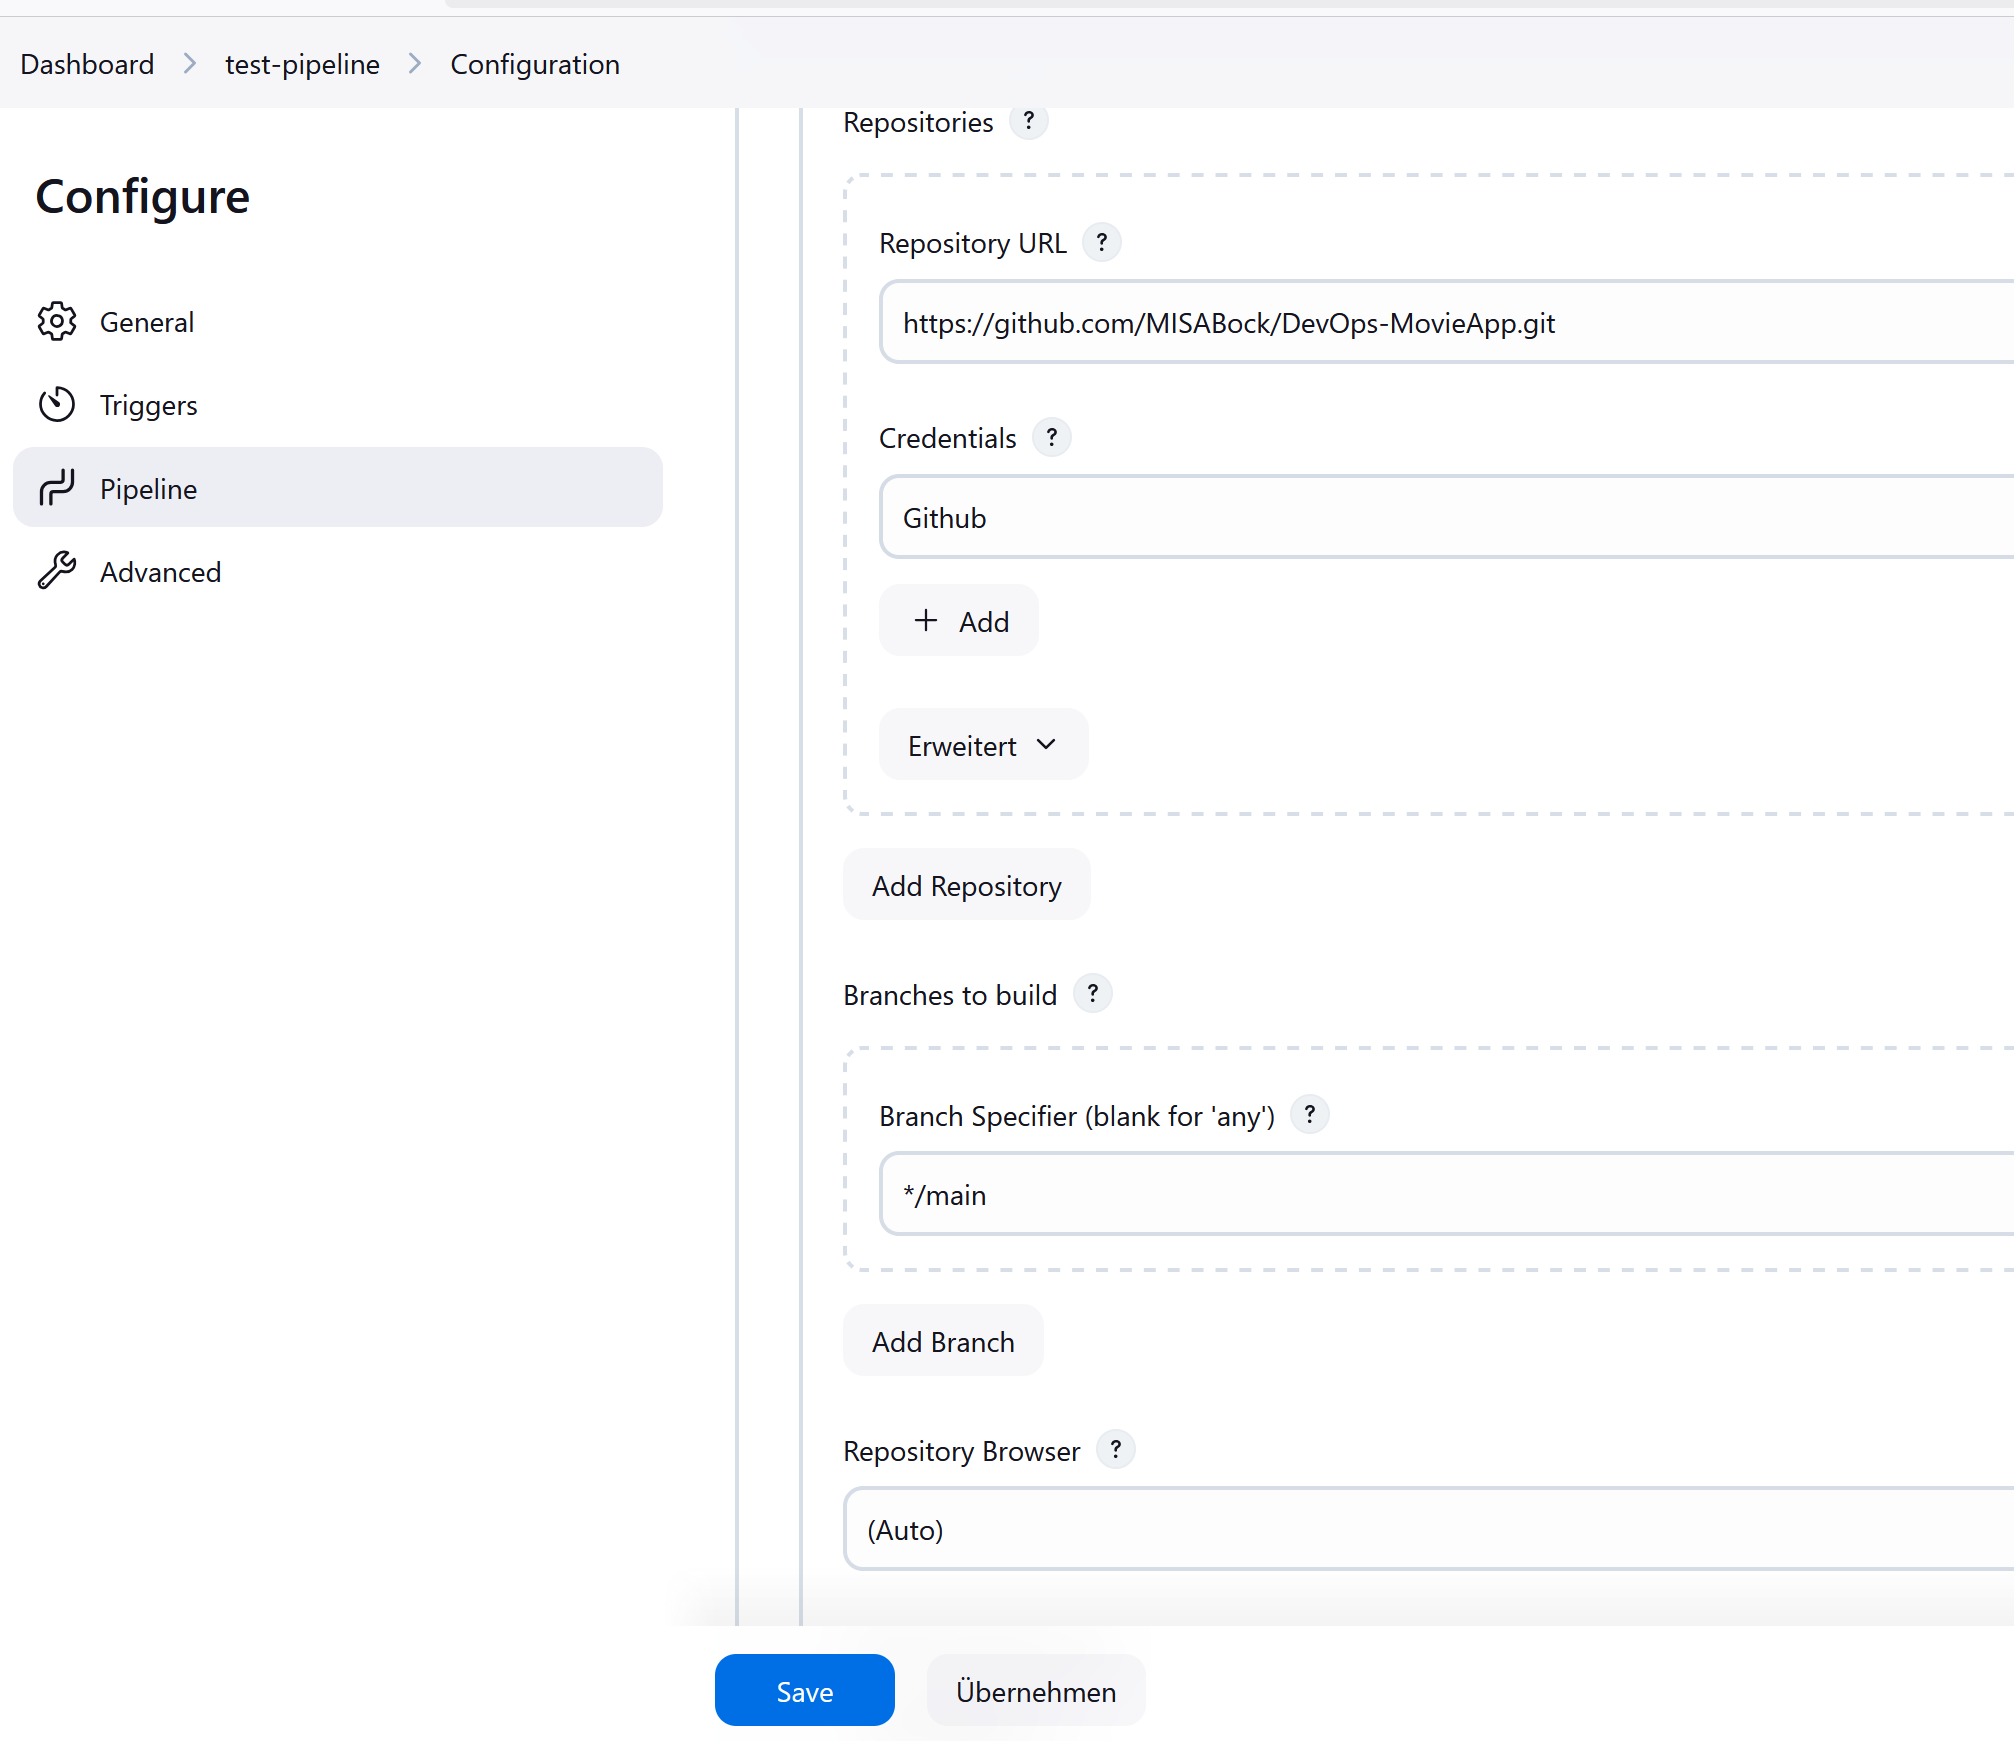 Dashboard > test-pipeline > Configuration
Configure
General
Triggers
Pipeline
Advanced
Repositories ?
Repository URL ?
https://github.com/MISABock/DevOps-MovieApp.git
Credentials ?
Github
+ Add
Erweitert
Add Repository
Branches to build ?
Branch Specifier (blank for 'any') ?
*/main
Add Branch
Repository Browser ?
(Auto)
Save
Übernehmen